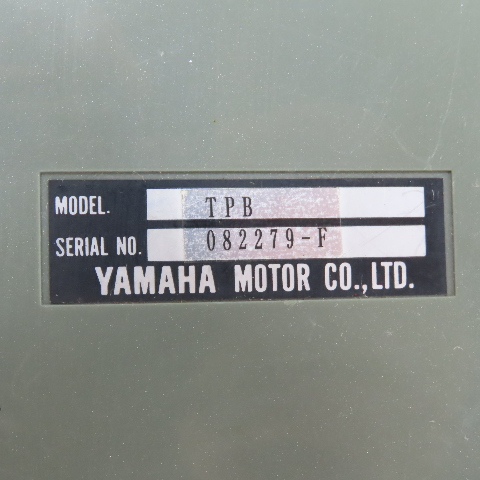 MODEL. TPB
SERIAL NO. 082279-F
YAMAHA MOTOR CO.,LTD.